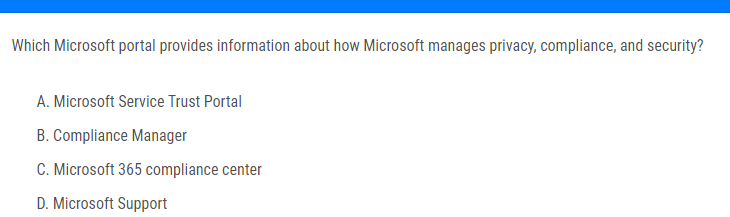 Which Microsoft portal provides information about how Microsoft manages privacy, compliance, and security?
A. Microsoft Service Trust Portal
B. Compliance Manager
C. Microsoft 365 compliance center
D. Microsoft Support